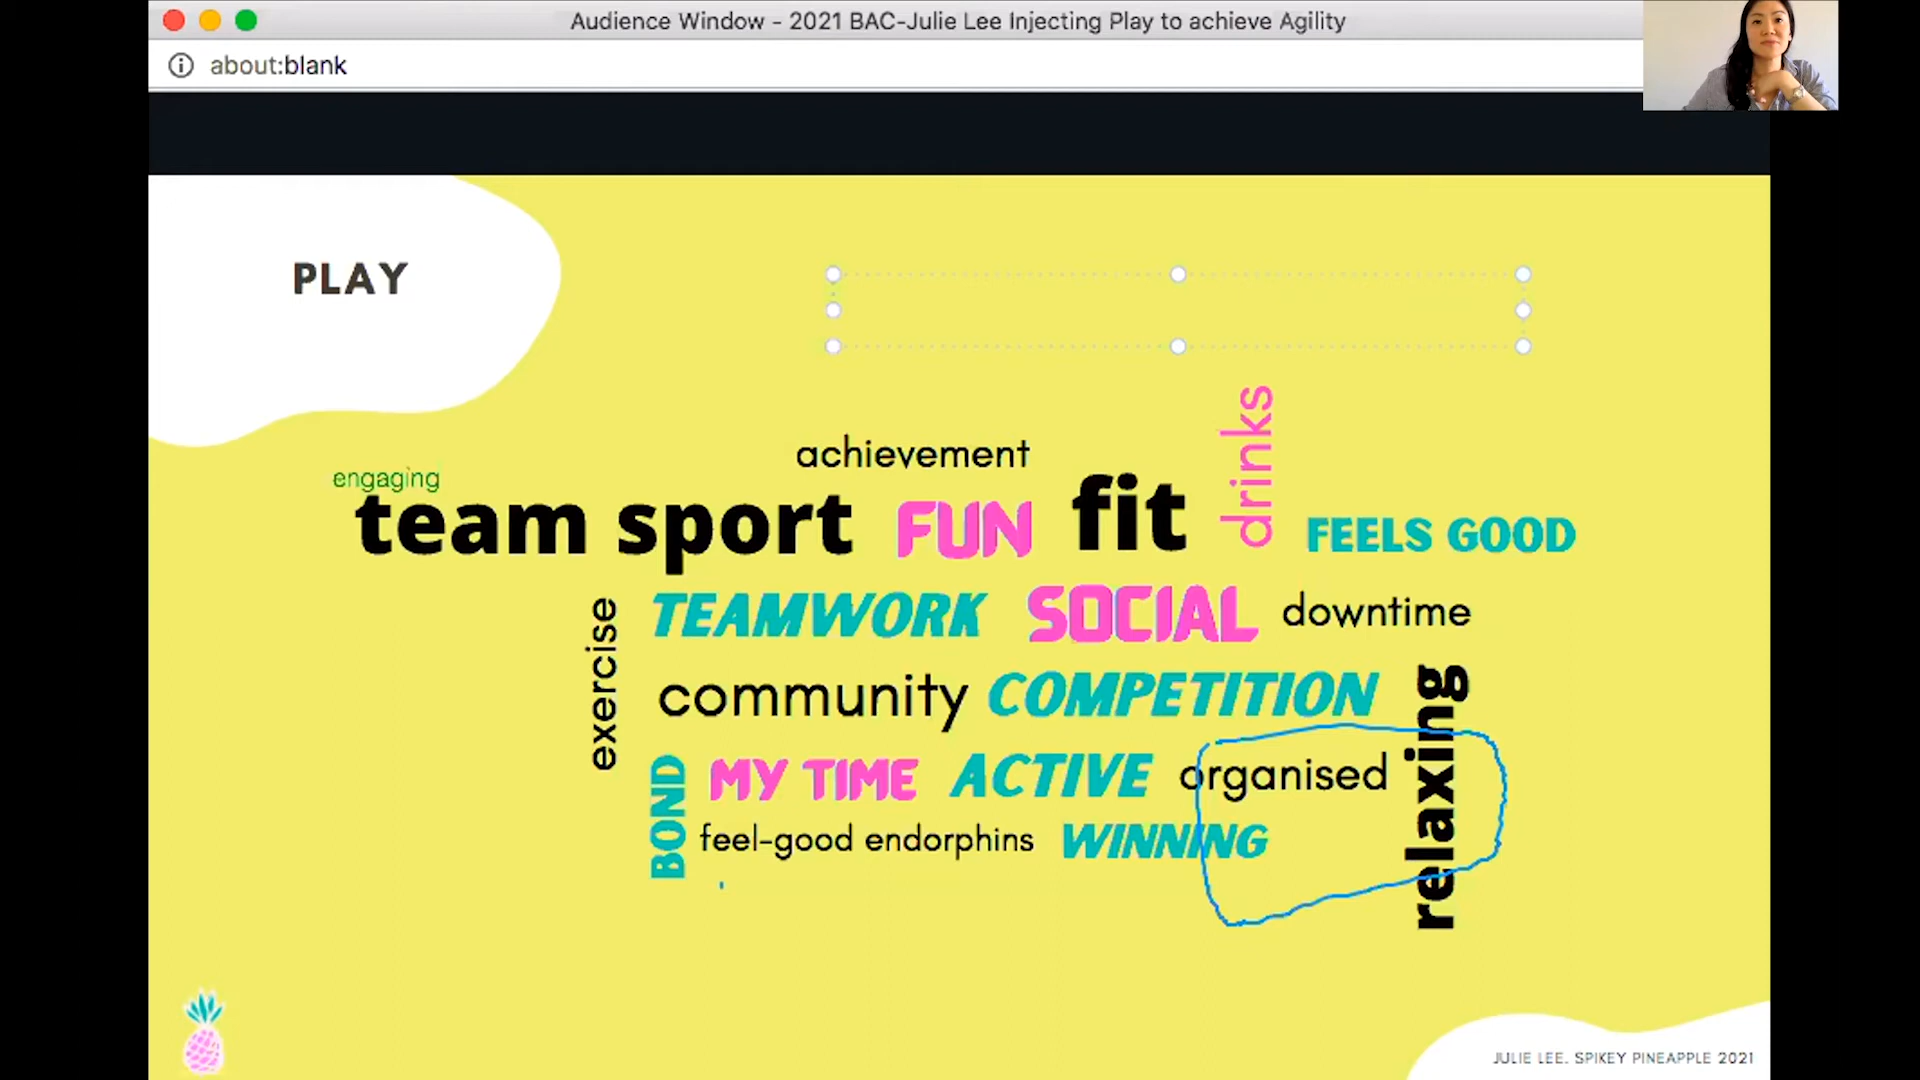 Audience Window - 2021 BAC-Julie Lee Injecting Play to achieve Agility
about:blank
PLAY
drinks
achievement
engaging
team sport FUN fit FEELS GOOD
exercise
TEAMWORK SOCIAL downtime
community COMPETITION
relaxing
BOND
MY TIME ACTIVE organised
feel-good endorphins WINNING
JULIE LEE. SPIKEY PINEAPPLE 2021